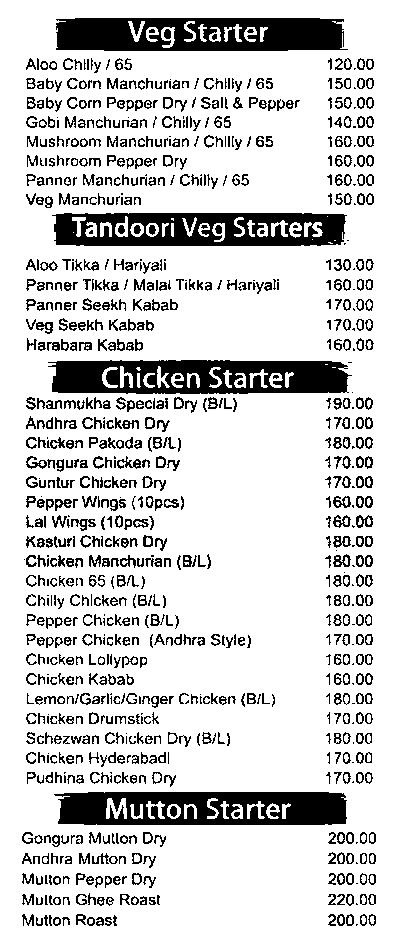 Veg Starter
Aloo Chilly / 65 120.00
Baby Corn Manchurian / Chilly / 65 150.00
Baby Corn Pepper Dry / Salt & Pepper 150.00
Gobi Manchurian / Chilly / 65 140.00
Mushroom Manchurian / Chilly / 65 160.00
Mushroom Pepper Dry 160.00
Panner Manchurian / Chilly / 65 160.00
Veg Manchurian 150.00
Tandoori Veg Starters
Aloo Tikka / Hariyali 130.00
Panner Tikka / Malai Tikka / Hariyali 160.00
Panner Seekh Kabab 170.00
Veg Seekh Kabab 170.00
Harabara Kabab 160.00
Chicken Starter
Shanmukha Special Dry (B/L) 190.00
Andhra Chicken Dry 170.00
Chicken Pakoda (B/L) 180.00
Gongura Chicken Dry 170.00
Guntur Chicken Dry 170.00
Pepper Wings (10pcs) 160.00
Lal Wings (10pcs) 160.00
Kasturi Chicken Dry 180.00
Chicken Manchurian (B/L) 180.00
Chicken 65 (B/L) 180.00
Chilly Chicken (B/L) 180.00
Pepper Chicken (B/L) 180.00
Pepper Chicken (Andhra Style) 170.00
Chicken Lollypop 160.00
Chicken Kabab 160.00
Lemon/Garlic/Ginger Chicken (B/L) 180.00
Chicken Drumstick 170.00
Schezwan Chicken Dry (B/L) 180.00
Chicken Hyderabadi 170.00
Pudhina Chicken Dry 170.00
Mutton Starter
Gongura Mutton Dry 200.00
Andhra Mutton Dry 200.00
Mutton Pepper Dry 200.00
Mutton Ghee Roast 220.00
Mutton Roast 200.00